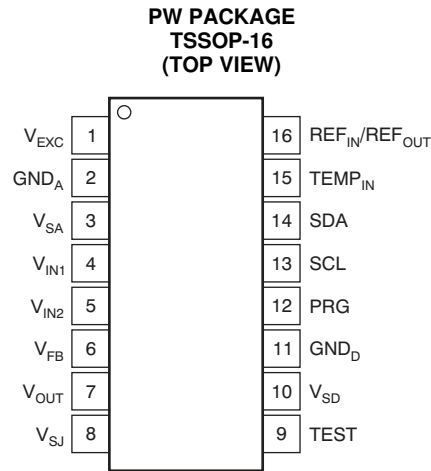 PW PACKAGE
TSSOP-16
(TOP VIEW)
V_EXC 1 16 REF_IN/REF_OUT
GND_A 2 15 TEMP_IN
V_SA 3 14 SDA
V_IN1 4 13 SCL
V_IN2 5 12 PRG
V_FB 6 11 GND_D
V_OUT 7 10 V_SD
V_SJ 8 9 TEST